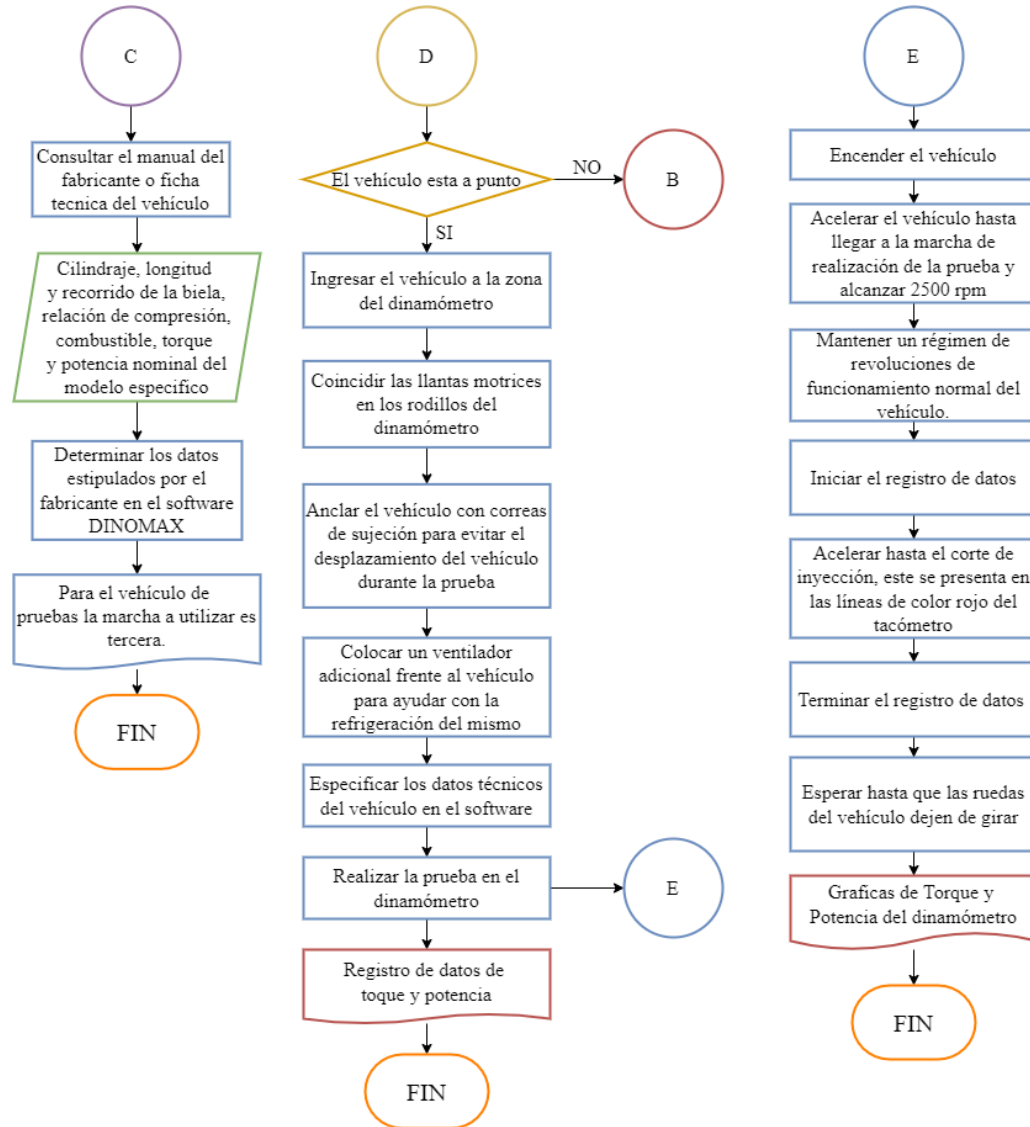 C
Consultar el manual del
fabricante o ficha
tecnica del vehículo
Cilindraje, longitud
y recorrido de la biela,
relación de compresión,
combustible, torque
y potencia nominal del
modelo especifico
Determinar los datos
estipulados por el
fabricante en el software
DINOMAX
Para el vehículo de
pruebas la marcha a utilizar es
tercera.
FIN
D
El vehículo esta a punto
NO
B
SI
Ingresar el vehículo a la zona
del dinamómetro
Coincidir las llantas motrices
en los rodillos del
dinamómetro
Anclar el vehículo con correas
de sujeción para evitar el
desplazamiento del vehículo
durante la prueba
Colocar un ventilador
adicional frente al vehículo
para ayudar con la
refrigeración del mismo
Especificar los datos técnicos
del vehículo en el software
Realizar la prueba en el
dinamómetro
E
Registro de datos de
toque y potencia
FIN
E
Encender el vehículo
Acelerar el vehículo hasta
llegar a la marcha de
realización de la prueba y
alcanzar 2500 rpm
Mantener un régimen de
revoluciones de
funcionamiento normal del
vehículo.
Iniciar el registro de datos
Acelerar hasta el corte de
inyección, este se presenta en
las líneas de color rojo del
tacómetro
Terminar el registro de datos
Esperar hasta que las ruedas
del vehículo dejen de girar
Graficas de Torque y
Potencia del dinamómetro
FIN